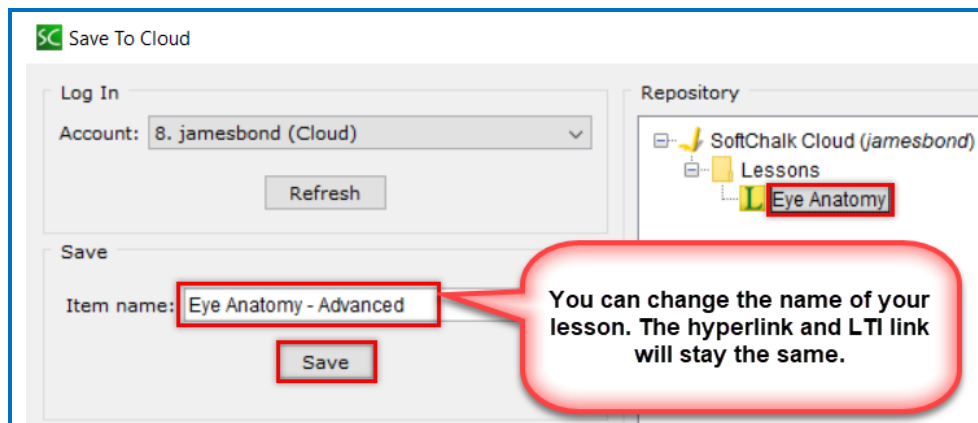 SC Save To Cloud
Log In
Account: 8. jamesbond (Cloud)
Refresh
Save
Item name: Eye Anatomy - Advanced
Save
Repository
SoftChalk Cloud (jamesbond)
Lessons
L Eye Anatomy
You can change the name of your
lesson. The hyperlink and LTI link
will stay the same.